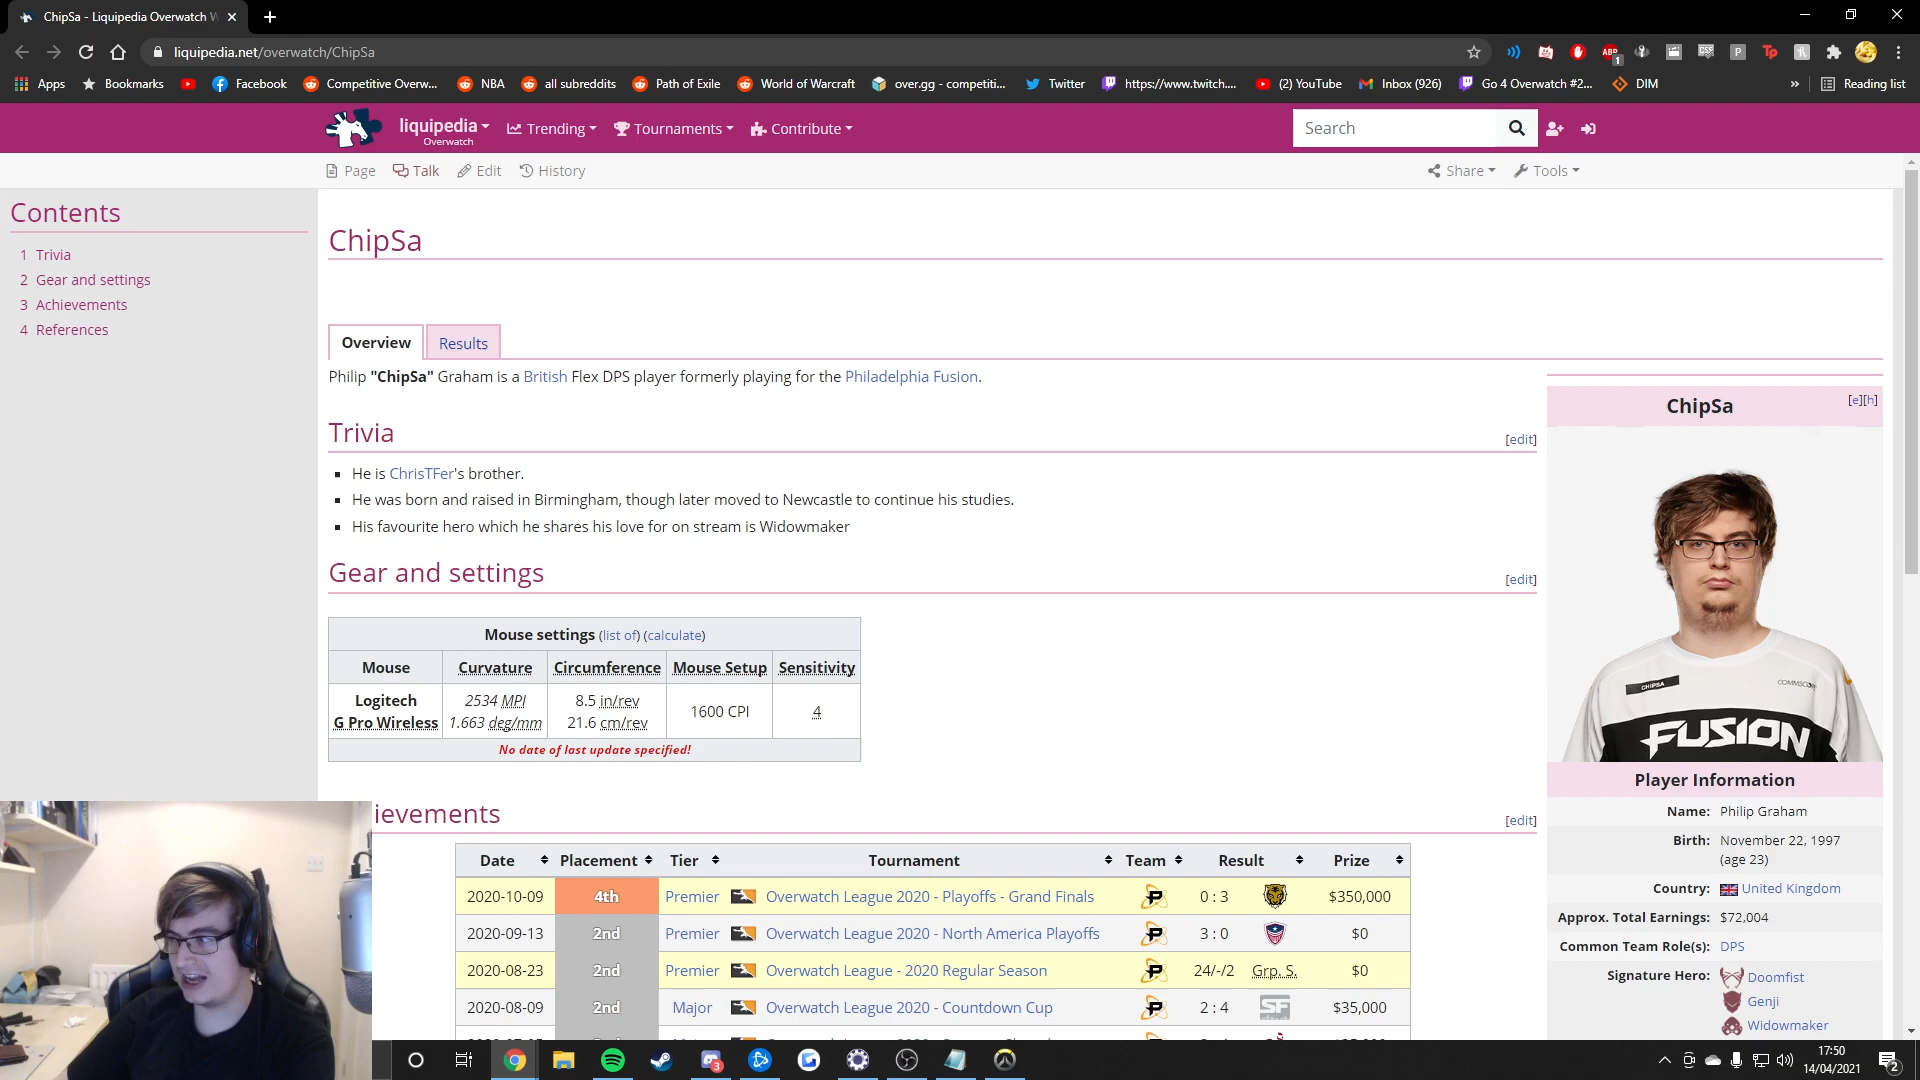 ChipSa - Liquipedia Overwatch W
liquipedia.net/overwatch/ChipSa
Apps Bookmarks Facebook Competitive Overw... NBA all subreddits Path of Exile World of Warcraft over.gg - competiti... Twitter https://www.twitch.... (2) YouTube Inbox (926) Go 4 Overwatch #2... DIM » Reading list
liquipedia Overwatch Trending Tournaments Contribute Search
Page Talk Edit History Share Tools
Contents
1 Trivia
2 Gear and settings
3 Achievements
4 References
ChipSa
Overview Results
Philip "ChipSa" Graham is a British Flex DPS player formerly playing for the Philadelphia Fusion.
Trivia [edit]
He is ChrisTFer's brother.
He was born and raised in Birmingham, though later moved to Newcastle to continue his studies.
His favourite hero which he shares his love for on stream is Widowmaker
Gear and settings [edit]
Mouse settings (list of) (calculate)
Mouse Curvature Circumference Mouse Setup Sensitivity
Logitech 2534 MPI 8.5 in/rev 1600 CPI 4
G Pro Wireless 1.663 deg/mm 21.6 cm/rev
No date of last update specified!
ievements [edit]
Date Placement Tier Tournament Team Result Prize
2020-10-09 4th Premier Overwatch League 2020 - Playoffs - Grand Finals 0 : 3 $350,000
2020-09-13 2nd Premier Overwatch League 2020 - North America Playoffs 3 : 0 $0
2020-08-23 2nd Premier Overwatch League - 2020 Regular Season 24/-/2 Grp. S. $0
2020-08-09 2nd Major Overwatch League 2020 - Countdown Cup 2 : 4 SF $35,000
ChipSa [e][h]
CHIPSA COMMSCOPE
FUSION
Player Information
Name: Philip Graham
Birth: November 22, 1997
(age 23)
Country: United Kingdom
Approx. Total Earnings: $72,004
Common Team Role(s): DPS
Signature Hero: Doomfist
Genji
Widowmaker
17:50
14/04/2021